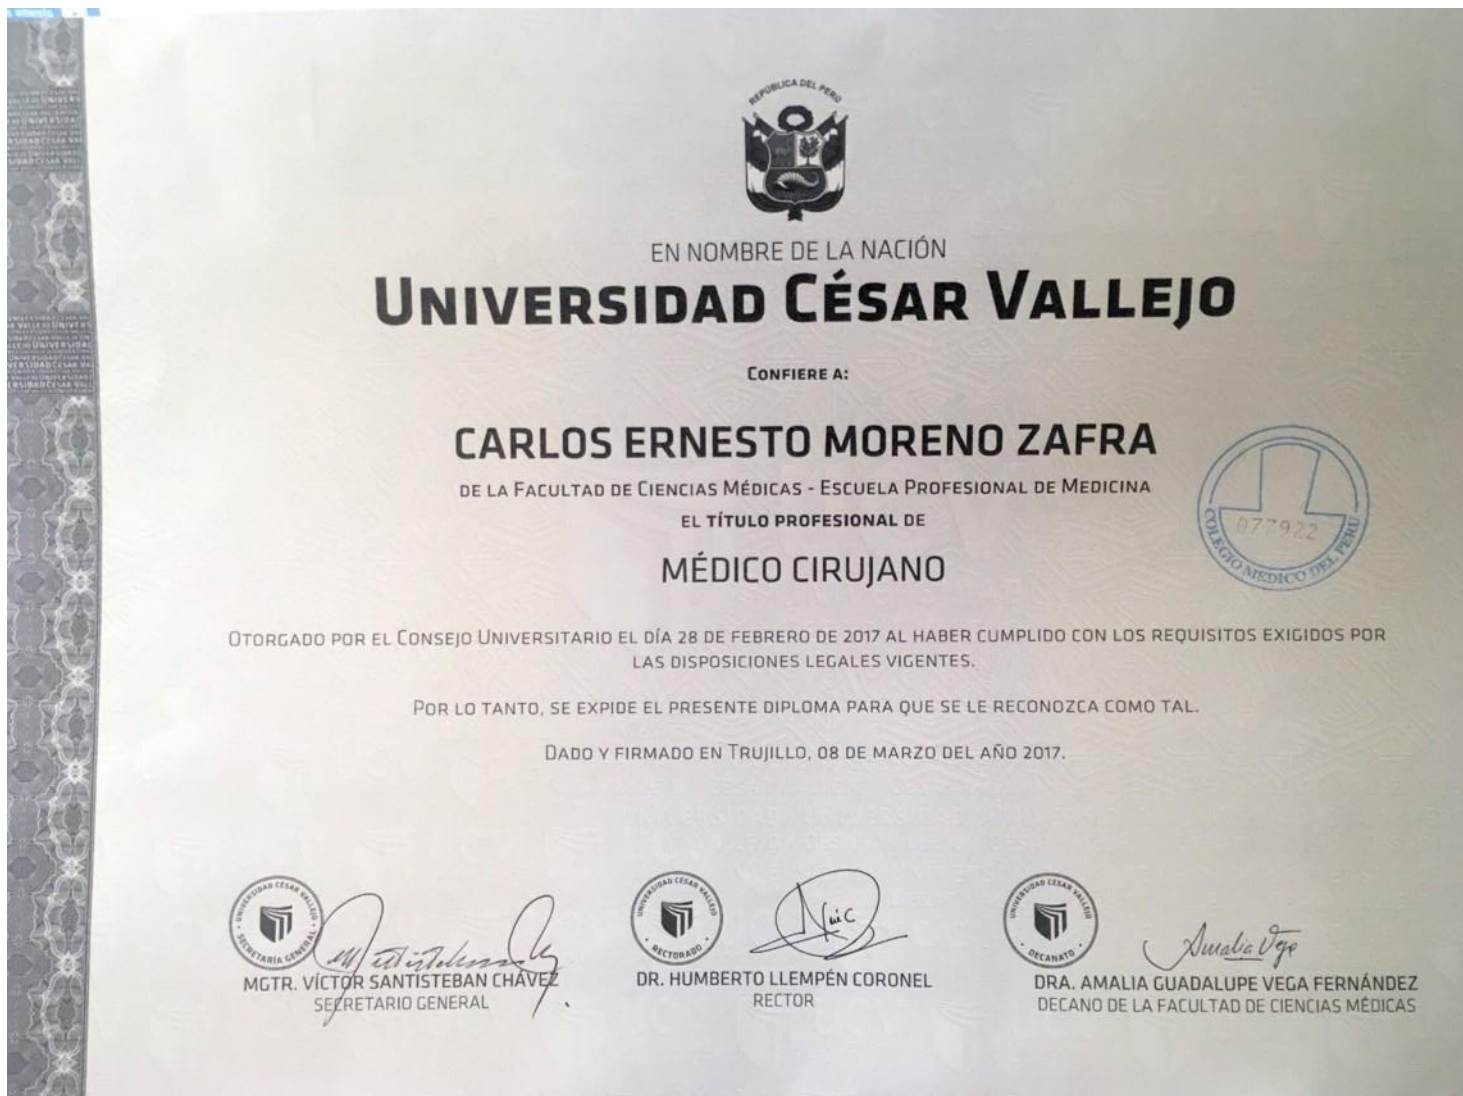 REPÚBLICA DEL PERÚ
EN NOMBRE DE LA NACIÓN
UNIVERSIDAD CÉSAR VALLEJO
CONFIERE A:
CARLOS ERNESTO MORENO ZAFRA
DE LA FACULTAD DE CIENCIAS MÉDICAS - ESCUELA PROFESIONAL DE MEDICINA
EL TÍTULO PROFESIONAL DE
MÉDICO CIRUJANO
077922
COLEGIO MEDICO DEL PERU
OTORGADO POR EL CONSEJO UNIVERSITARIO EL DÍA 28 DE FEBRERO DE 2017 AL HABER CUMPLIDO CON LOS REQUISITOS EXIGIDOS POR
LAS DISPOSICIONES LEGALES VIGENTES.
POR LO TANTO, SE EXPIDE EL PRESENTE DIPLOMA PARA QUE SE LE RECONOZCA COMO TAL.
DADO Y FIRMADO EN TRUJILLO, 08 DE MARZO DEL AÑO 2017.
UNIVERSIDAD CÉSAR VALLEJO
SECRETARÍA GENERAL
MGTR. VÍCTOR SANTISTEBAN CHÁVEZ
SECRETARIO GENERAL
UNIVERSIDAD CÉSAR VALLEJO
RECTORADO
DR. HUMBERTO LLEMPÉN CORONEL
RECTOR
UNIVERSIDAD CÉSAR VALLEJO
DECANATO
Amalia Vega
DRA. AMALIA GUADALUPE VEGA FERNÁNDEZ
DECANO DE LA FACULTAD DE CIENCIAS MÉDICAS